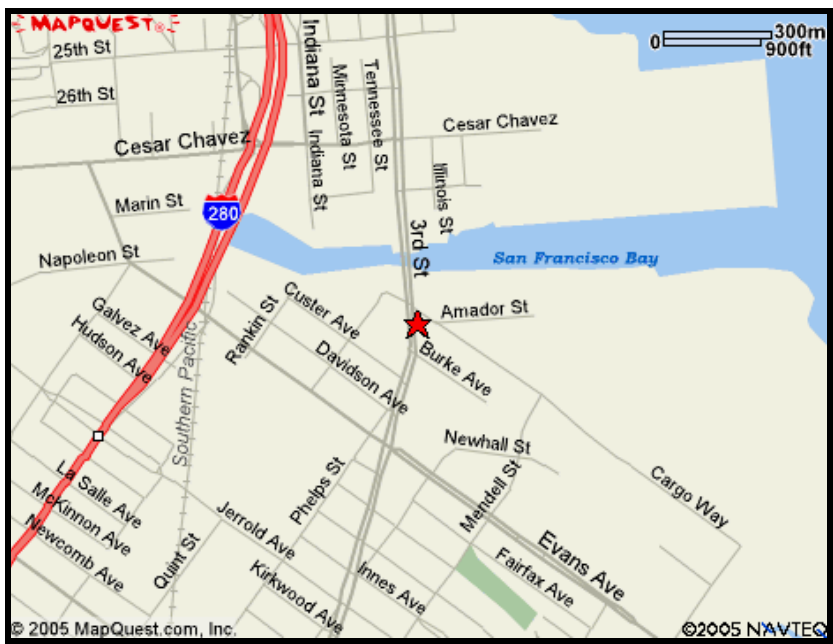 MAPQUEST
25th St
26th St
Cesar Chavez
Marin St
280
Napoleon St
Indiana St
Indiana St
Minnesota St
Tennessee St
Cesar Chavez
Illinois St
3rd St
0 300m
900ft
San Francisco Bay
Galvez Ave
Hudson Ave
Southern Pacific
Rankin St
Custer Ave
Davidson Ave
Amador St
Burke Ave
Newhall St
Mendell St
Cargo Way
La Salle Ave
McKinnon Ave
Newcomb Ave
Quint St
Jerrold Ave
Phelps St
Kirkwood Ave
Innes Ave
Evans Ave
Fairfax Ave
© 2005 MapQuest.com, Inc.
©2005 NAVTEQ